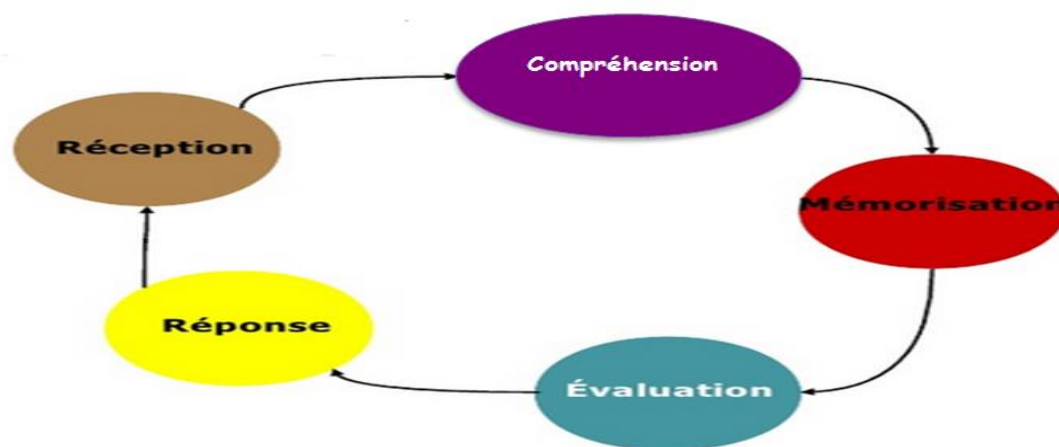 Compréhension
Réception
Mémorisation
Réponse
Évaluation